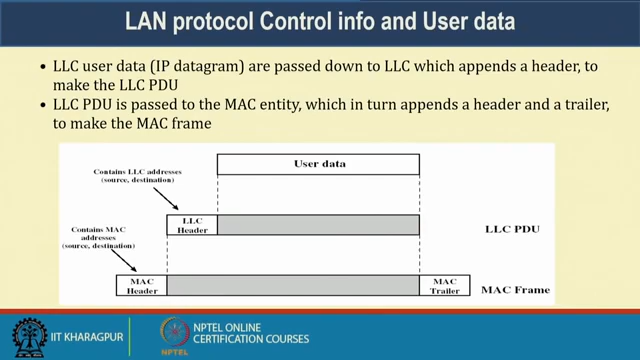 LAN protocol Control info and User data
• LLC user data (IP datagram) are passed down to LLC which appends a header, to
make the LLC PDU
• LLC PDU is passed to the MAC entity, which in turn appends a header and a trailer,
to make the MAC frame
User data
Contains LLC addresses
(source, destination)
LLC
Header
LLC PDU
Contains MAC
addresses
(source, destination)
MAC
Header
MAC
Trailer
MAC Frame
IIT KHARAGPUR
NPTEL
NPTEL ONLINE
CERTIFICATION COURSES